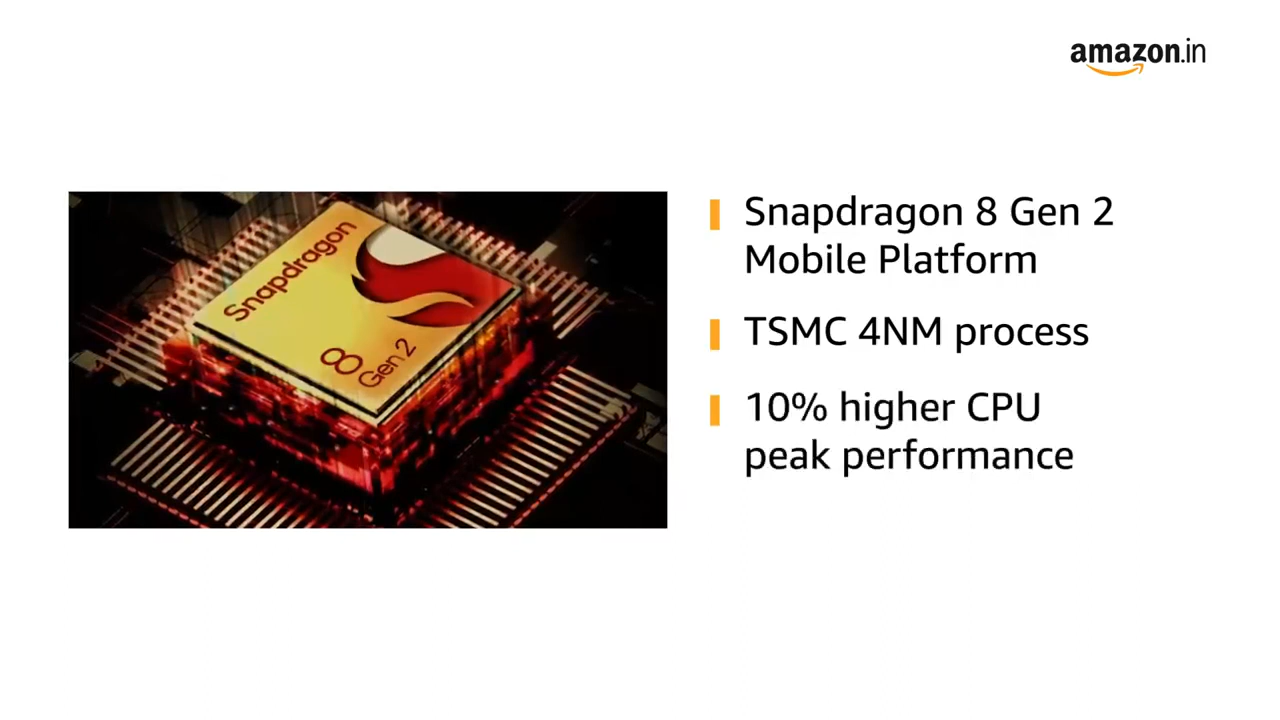 amazon.in
Snapdragon
8
Gen 2
Snapdragon 8 Gen 2
Mobile Platform
TSMC 4NM process
10% higher CPU
peak performance